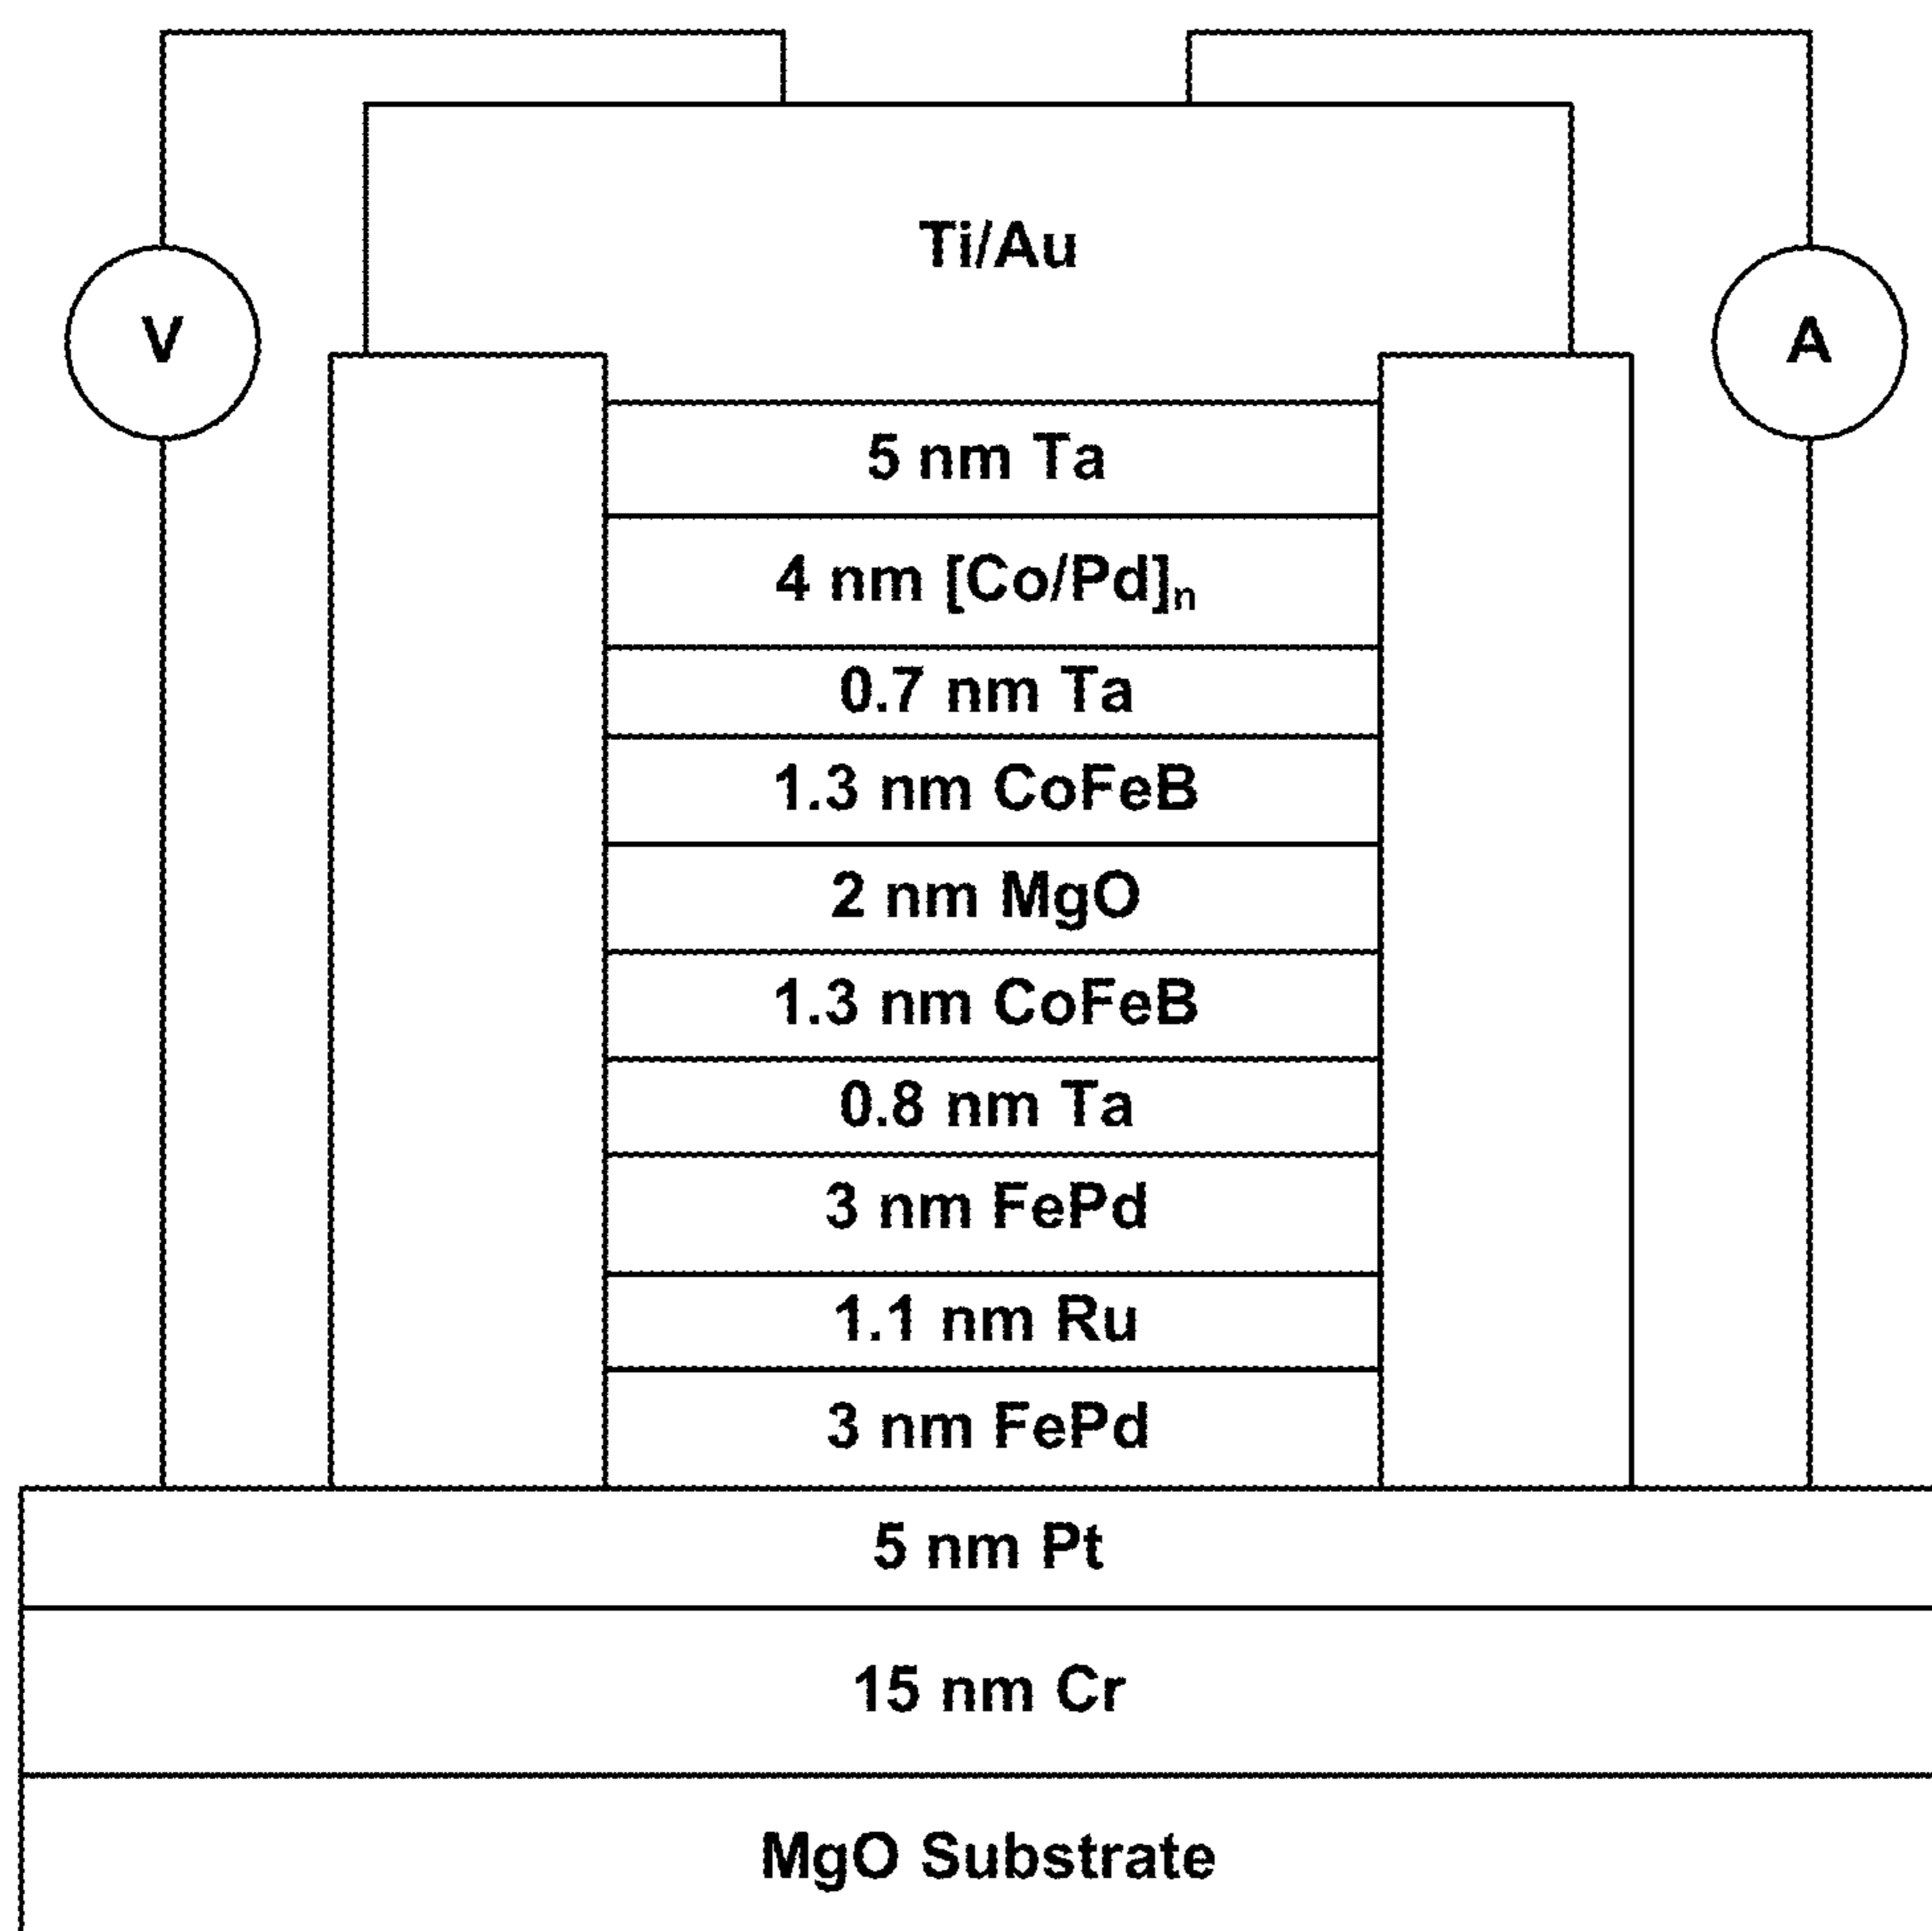 Ti/Au
V
A
5 nm Ta
4 nm [Co/Pd]n
0.7 nm Ta
1.3 nm CoFeB
2 nm MgO
1.3 nm CoFeB
0.8 nm Ta
3 nm FePd
1.1 nm Ru
3 nm FePd
5 nm Pt
15 nm Cr
MgO Substrate